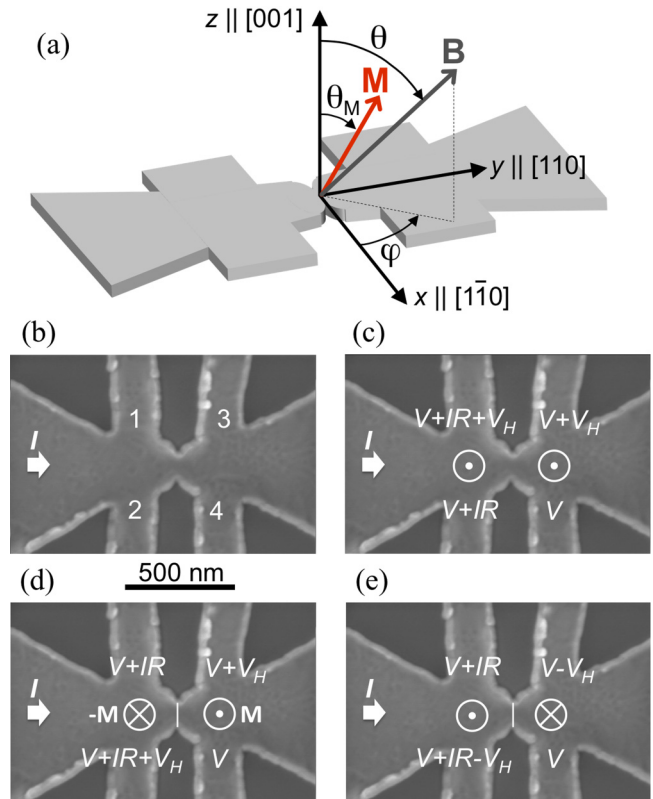 (a)
z || [001]
θ
B
M
θM
y || [110]
φ
x || [11̄0]
(b)
(c)
1
3
I
2
4
V+IR+VH
V+VH
I
V+IR
V
(d)
500 nm
(e)
V+IR
V+VH
I
-M
M
V+IR+VH
V
V+IR
V-VH
I
V+IR-VH
V